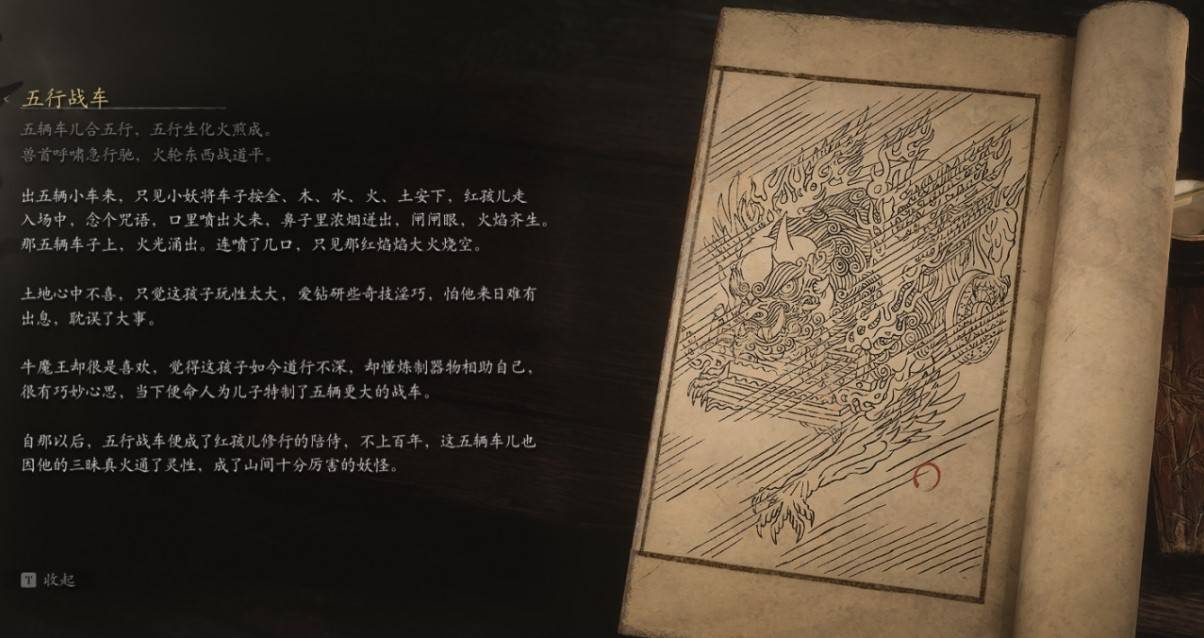 五行战车
五辆车儿合五行，五行生化火煎成。
兽首呼啸急行驰，火轮东西战道平。
出五辆小车来，只见小妖将车子按金、木、水、火、土安下，红孩儿走
入场中，念个咒语，口里喷出火来，鼻子里浓烟迸出，闸闸眼，火焰齐生。
那五辆车子上，火光涌出。连喷了几口，只见那红焰焰大火烧空。
土地心中不喜，只觉这孩子玩性太大，爱钻研些奇技淫巧，怕他来日难有
出息，耽误了大事。
牛魔王却很是喜欢，觉得这孩子如今道行不深，却懂炼制器物相助自己，
很有巧妙心思，当下便命人为儿子特制了五辆更大的战车。
自那以后，五行战车便成了红孩儿修行的陪侍，不上百年，这五辆车儿也
因他的三昧真火通了灵性，成了山间十分厉害的妖怪。
T 收起